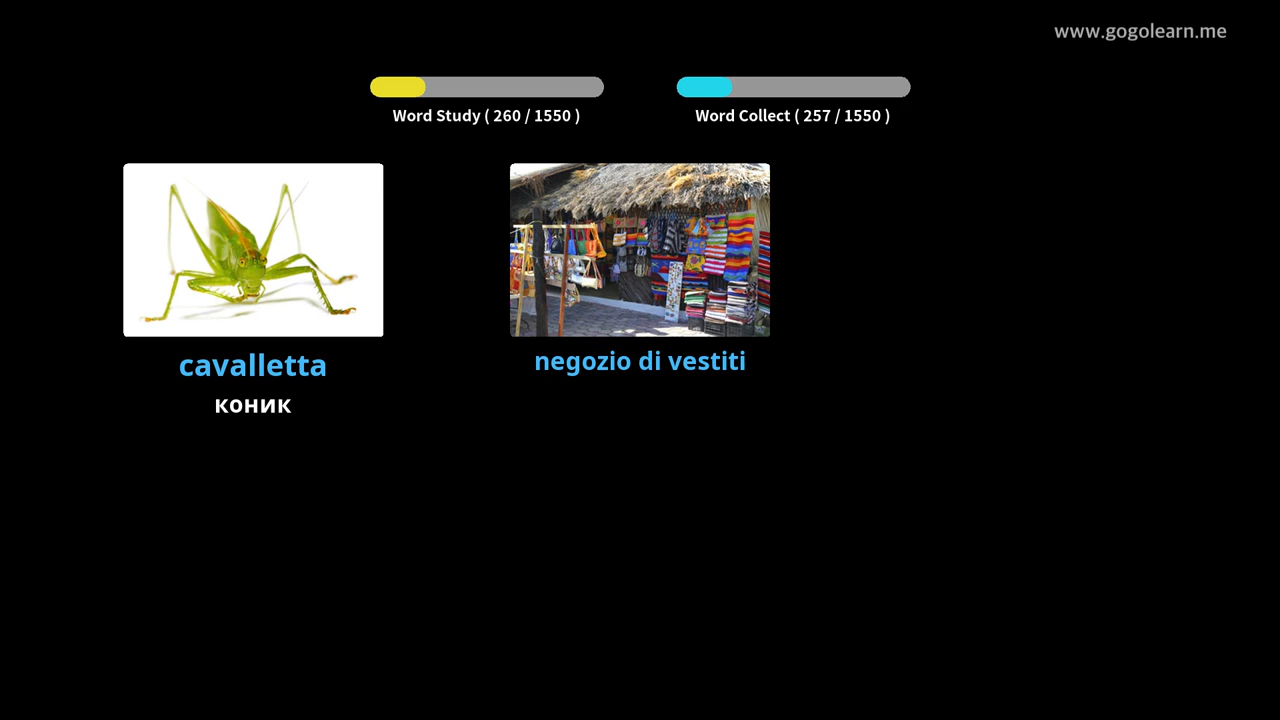 www.gogolearn.me
Word Study ( 260 / 1550 )
Word Collect ( 257 / 1550 )
cavalletta
коник
negozio di vestiti